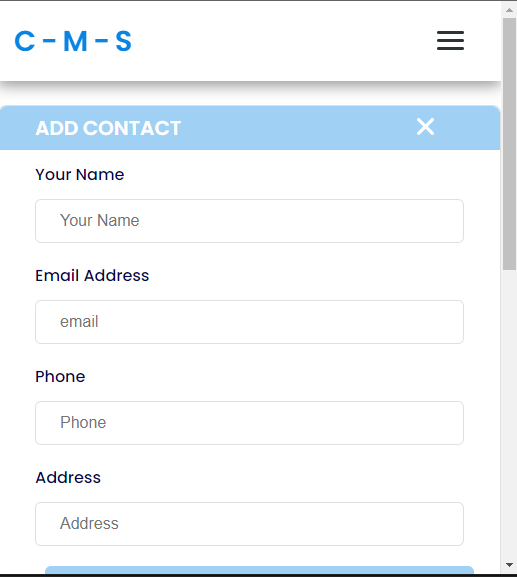 C - M - S
ADD CONTACT
Your Name
Your Name
Email Address
email
Phone
Phone
Address
Address